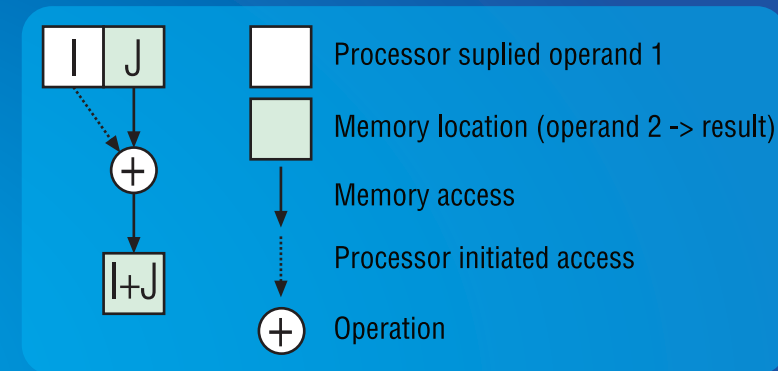 I J
Processor suplied operand 1
Memory location (operand 2 -> result)
+
Memory access
Processor initiated access
I+J
+ Operation